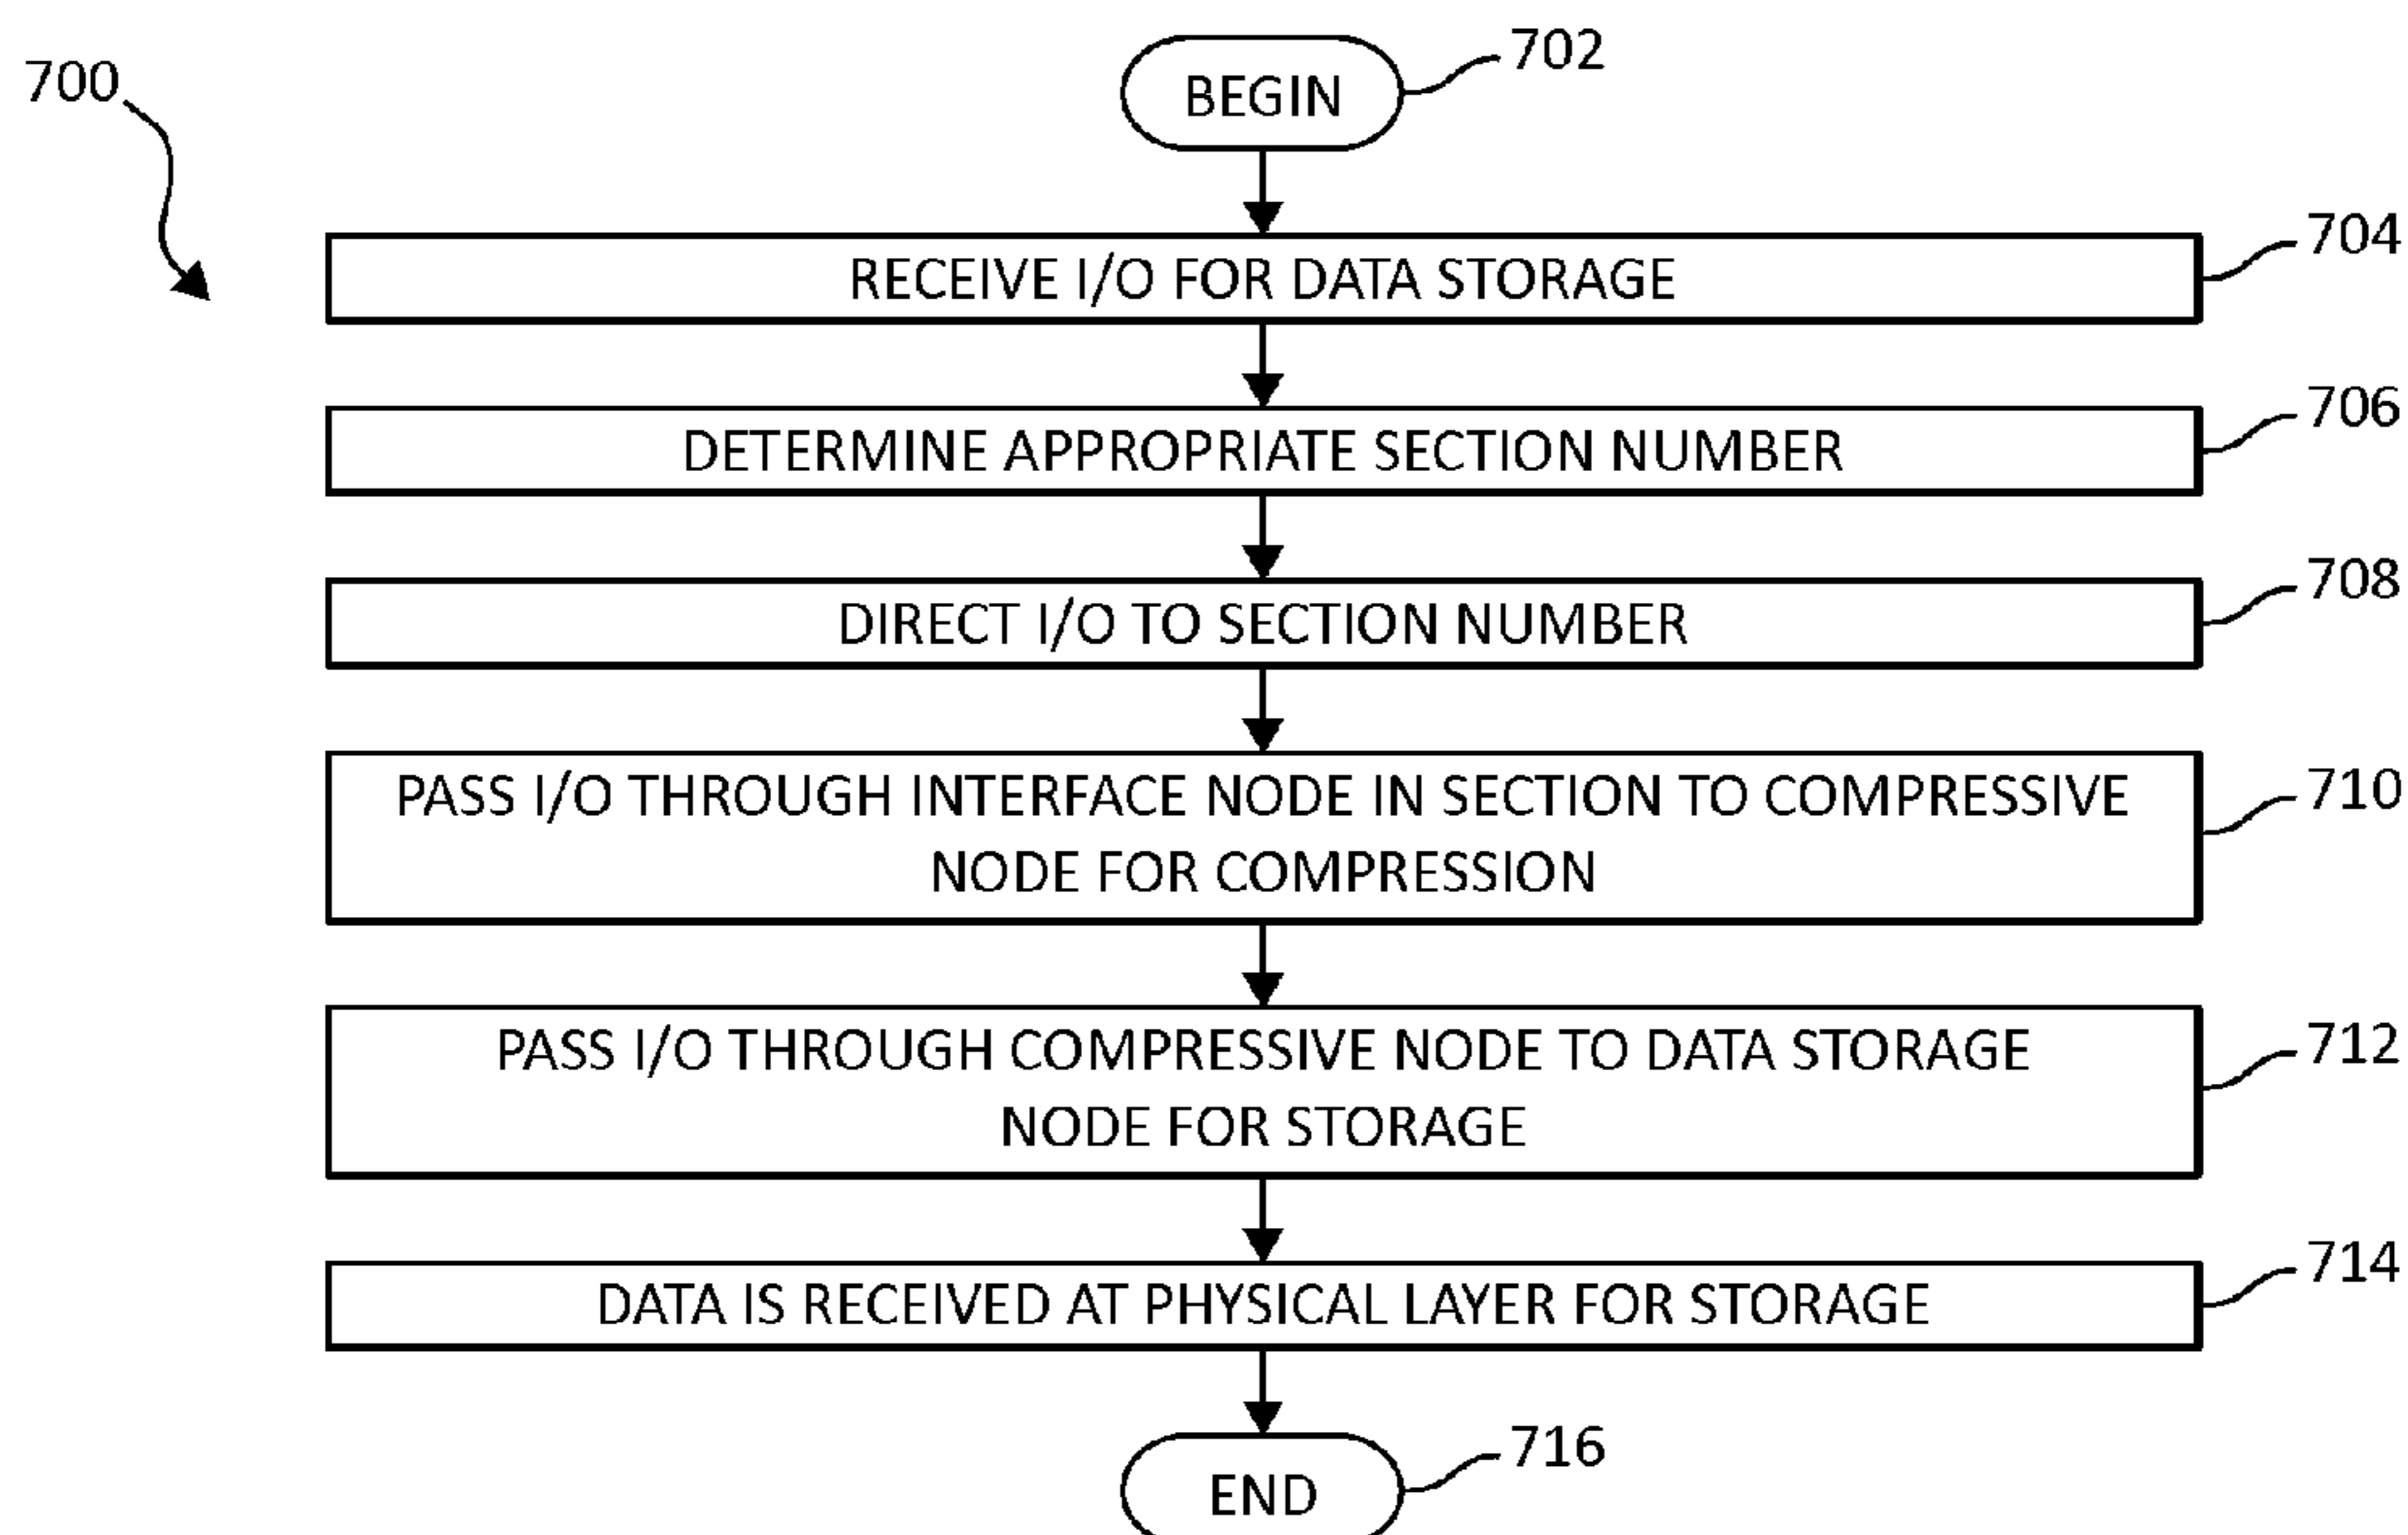 700
BEGIN
702
RECEIVE I/O FOR DATA STORAGE
704
DETERMINE APPROPRIATE SECTION NUMBER
706
DIRECT I/O TO SECTION NUMBER
708
PASS I/O THROUGH INTERFACE NODE IN SECTION TO COMPRESSIVE
NODE FOR COMPRESSION
710
PASS I/O THROUGH COMPRESSIVE NODE TO DATA STORAGE
NODE FOR STORAGE
712
DATA IS RECEIVED AT PHYSICAL LAYER FOR STORAGE
714
END
716